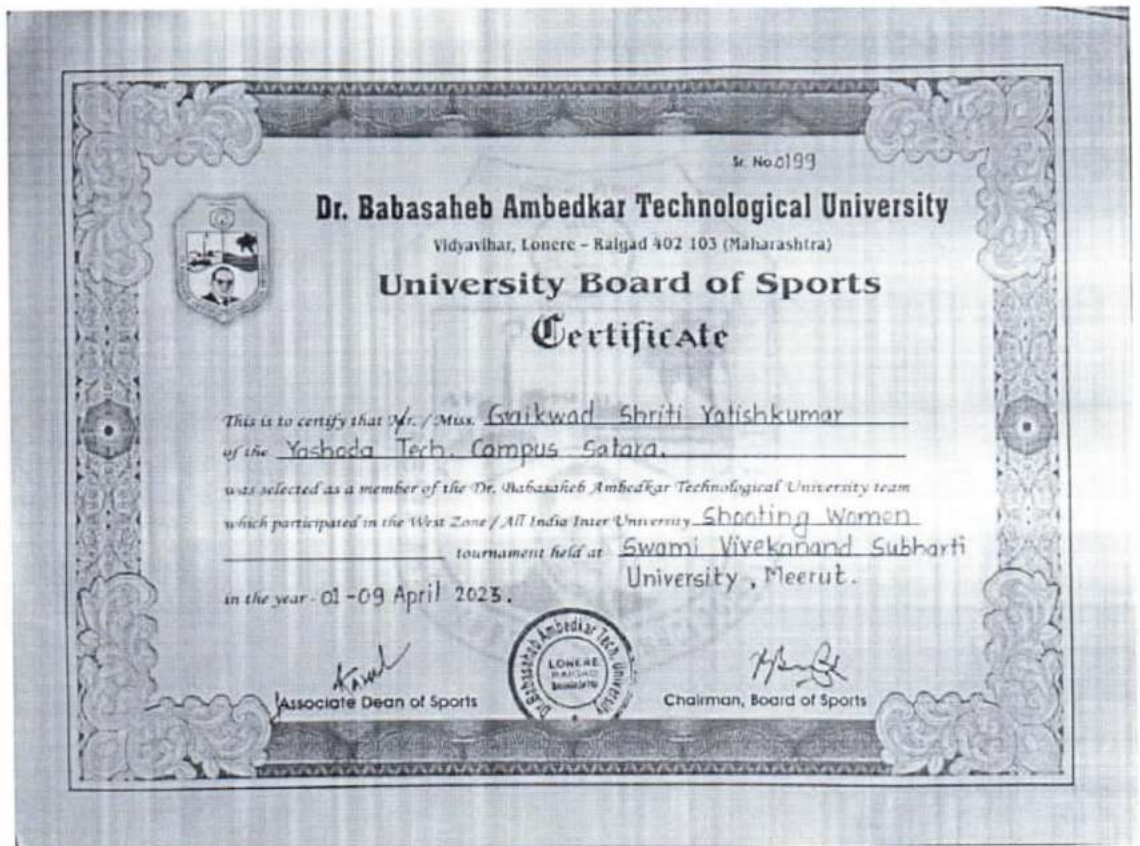 Sr. No.0199
Dr. Babasaheb Ambedkar Technological University
Vidyavihar, Lonere – Raigad 402 103 (Maharashtra)
University Board of Sports
Certificate
This is to certify that Mr. / Miss. Gaikwad Shriti Yatishkumar
of the Yashoda Tech. Campus Satara.
was selected as a member of the Dr. Babasaheb Ambedkar Technological University team
which participated in the West Zone / All India Inter University Shooting Women
tournament held at Swami Vivekanand Subharti
University, Meerut.
in the year - 01-09 April 2023.
Dr. Babasaheb Ambedkar Tech. University
LONERE
RAIGAD
Associate Dean of Sports
Chairman, Board of Sports